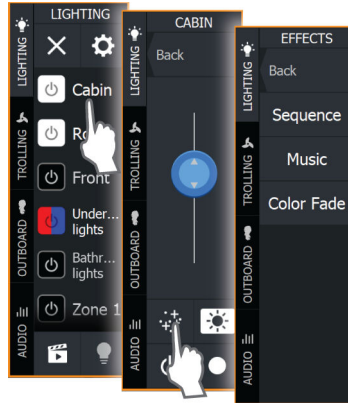 LIGHTING
LIGHTING
TROLLING
OUTBOARD
AUDIO
Cabin
Front
Under...
lights
Bathr...
lights
Zone 1
CABIN
LIGHTING
TROLLING
OUTBOARD
AUDIO
Back
EFFECTS
LIGHTING
TROLLING
OUTBOARD
AUDIO
Back
Sequence
Music
Color Fade